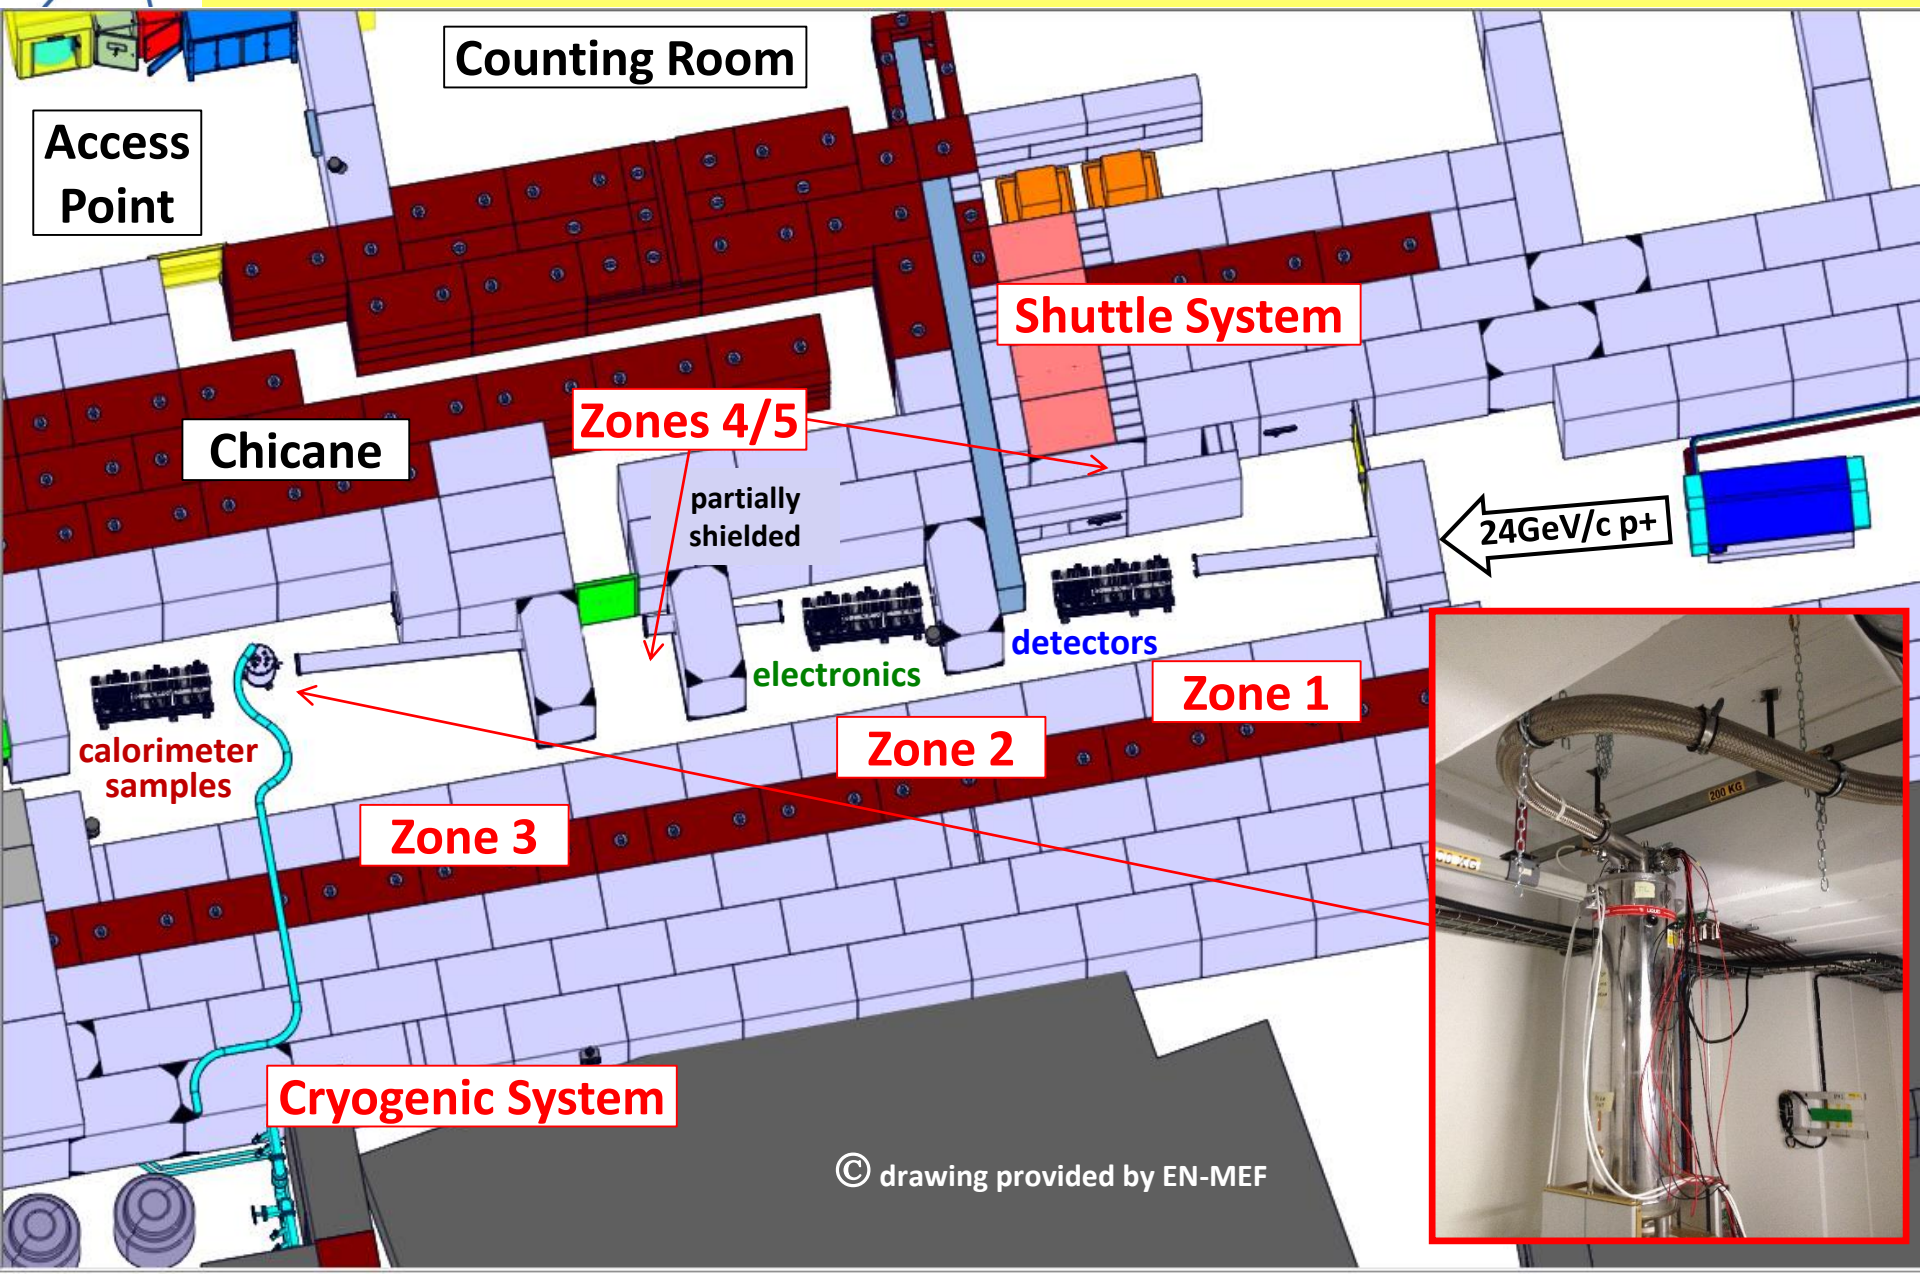 Counting Room
Access
Point
Shuttle System
Zones 4/5
Chicane
partially
shielded
24GeV/c p+
detectors
electronics
Zone 1
Zone 2
calorimeter
samples
Zone 3
200 KG
KG
Cryogenic System
© drawing provided by EN-MEF